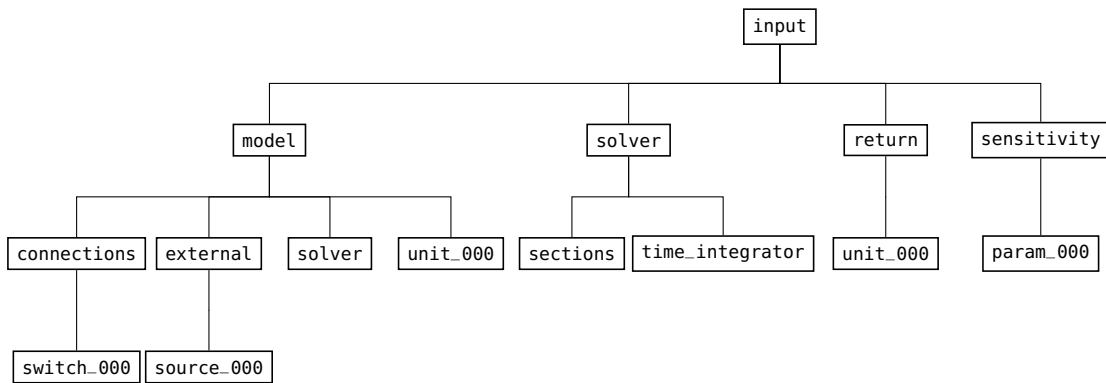 input
model
solver
return
sensitivity
connections
external
solver
unit_000
sections
time_integrator
unit_000
param_000
switch_000
source_000